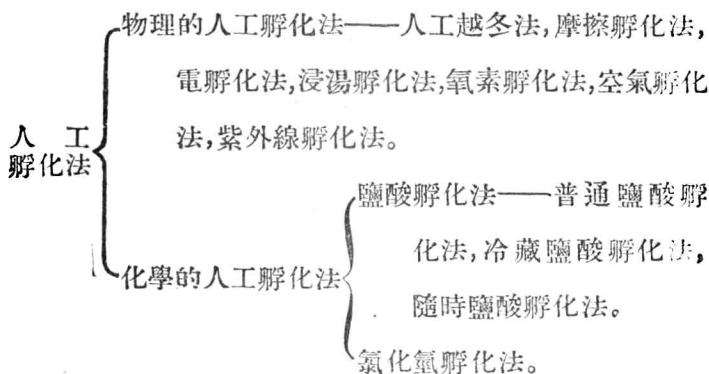 物理的人工孵化法——人工越冬法,摩擦孵化法,
電孵化法,浸湯孵化法,氧素孵化法,空氣孵化
法,紫外線孵化法。
人工
孵化法
鹽酸孵化法——普通鹽酸孵
化法,冷藏鹽酸孵化法,
化學的人工孵化法
隨時鹽酸孵化法。
氯化氫孵化法。